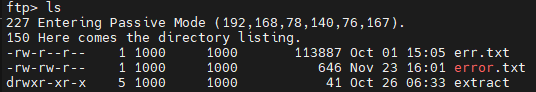 ftp> ls
227 Entering Passive Mode (192,168,78,140,76,167).
150 Here comes the directory listing.
-rw-r--r-- 1 1000 1000 113887 Oct 01 15:05 err.txt
-rw-rw-r-- 1 1000 1000 646 Nov 23 16:01 error.txt
drwxr-xr-x 5 1000 1000 41 Oct 26 06:33 extract